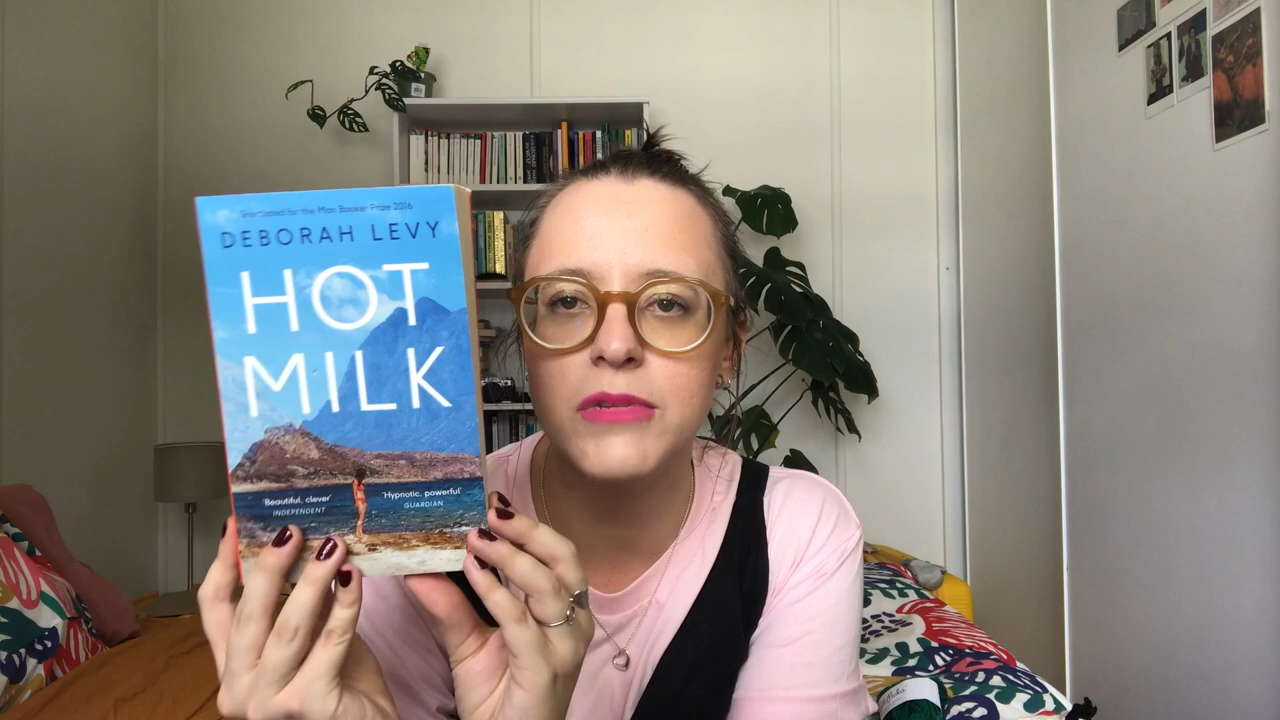 Shortlisted for the Man Booker Prize 2016
DEBORAH LEVY
HOT
MILK
'Beautiful, clever'
INDEPENDENT
'Hypnotic, powerful'
GUARDIAN